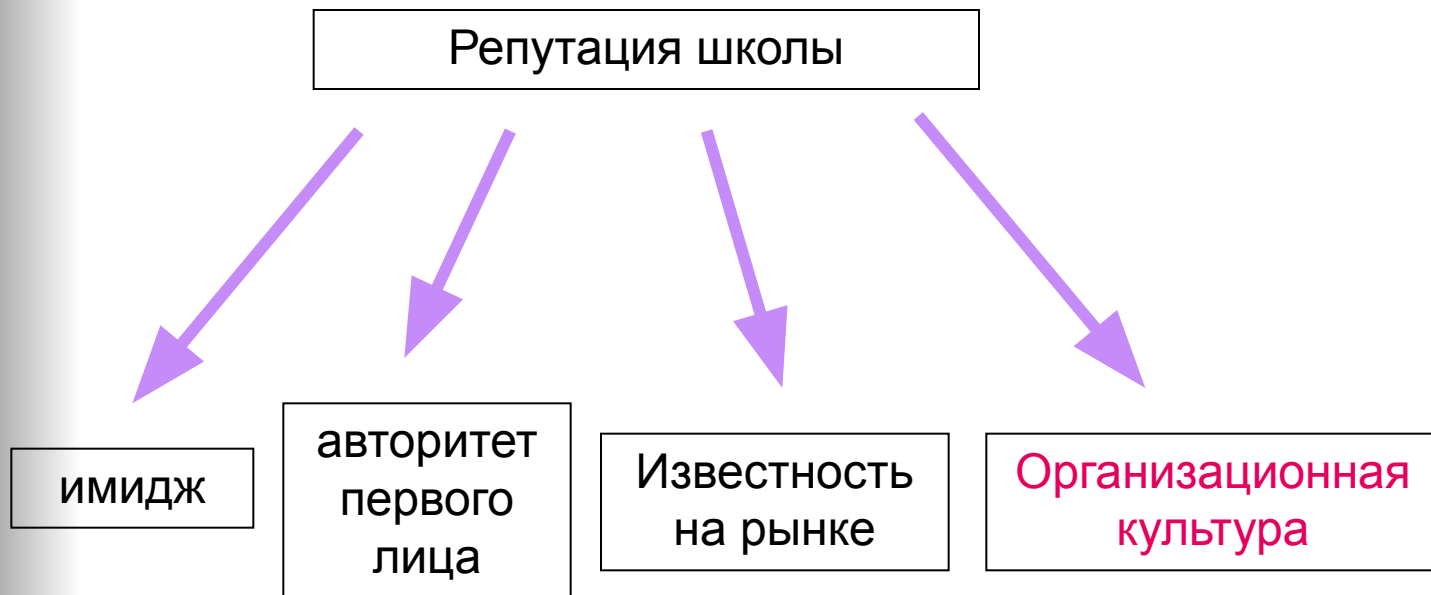 Репутация школы
имидж
авторитет
первого
лица
Известность
на рынке
Организационная
культура